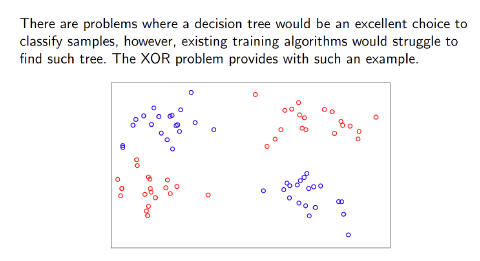 There are problems where a decision tree would be an excellent choice to
classify samples, however, existing training algorithms would struggle to
find such tree. The XOR problem provides with such an example.